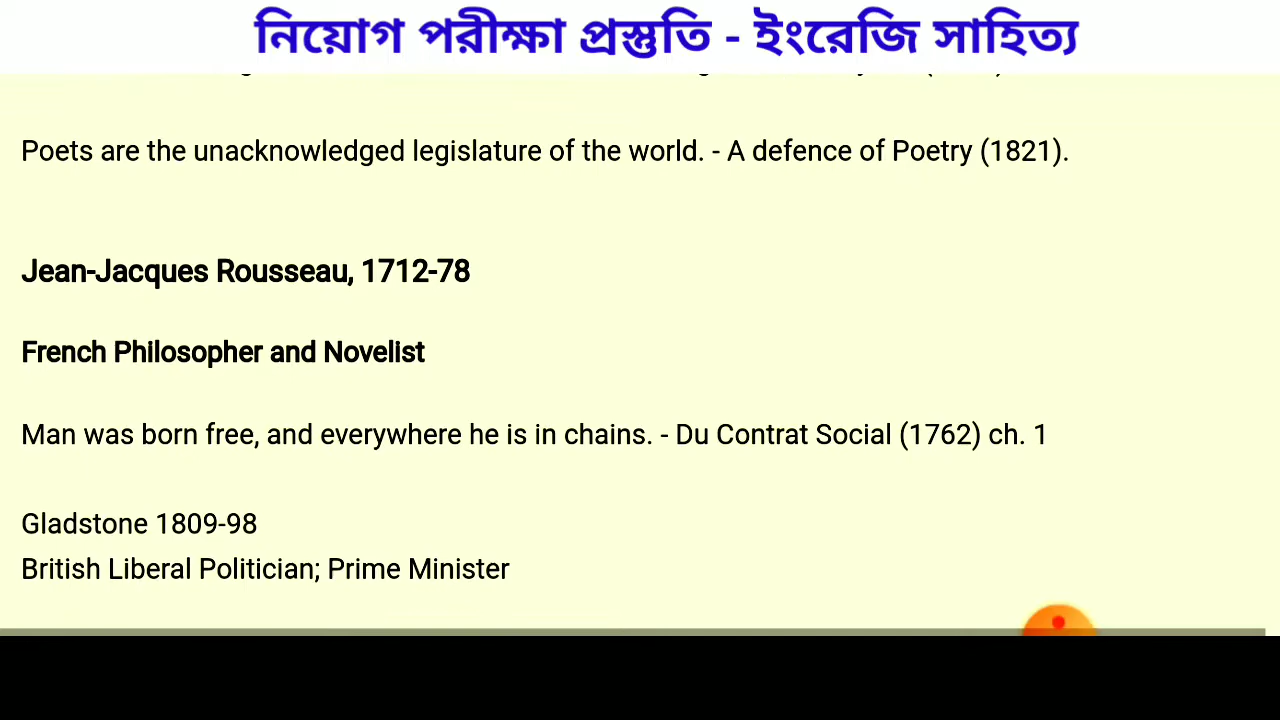 নিয়োগ পরীক্ষা প্রস্তুতি - ইংরেজি সাহিত্য
Poets are the unacknowledged legislature of the world. - A defence of Poetry (1821).
Jean-Jacques Rousseau, 1712-78
French Philosopher and Novelist
Man was born free, and everywhere he is in chains. - Du Contrat Social (1762) ch. 1
Gladstone 1809-98
British Liberal Politician; Prime Minister